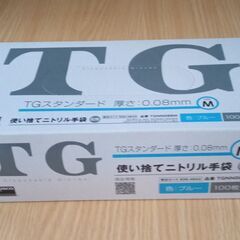 TG
TGスタンダード 厚さ:0.08mm M
使い捨てニトリル手袋
色 ブルー 100
TG
TGスタンダード 厚さ:0.08mm
使い捨てニトリル手袋
色 ブルー 100枚